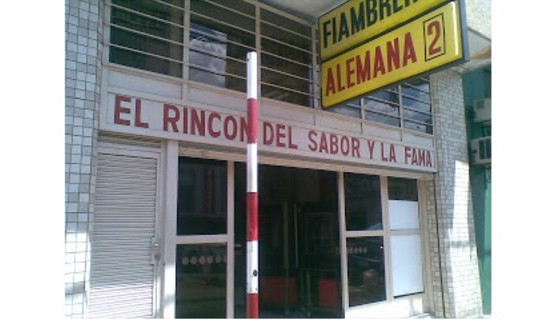 FIAMBRER
ALEMANA 2
EL RINCON DEL SABOR Y LA FAMA